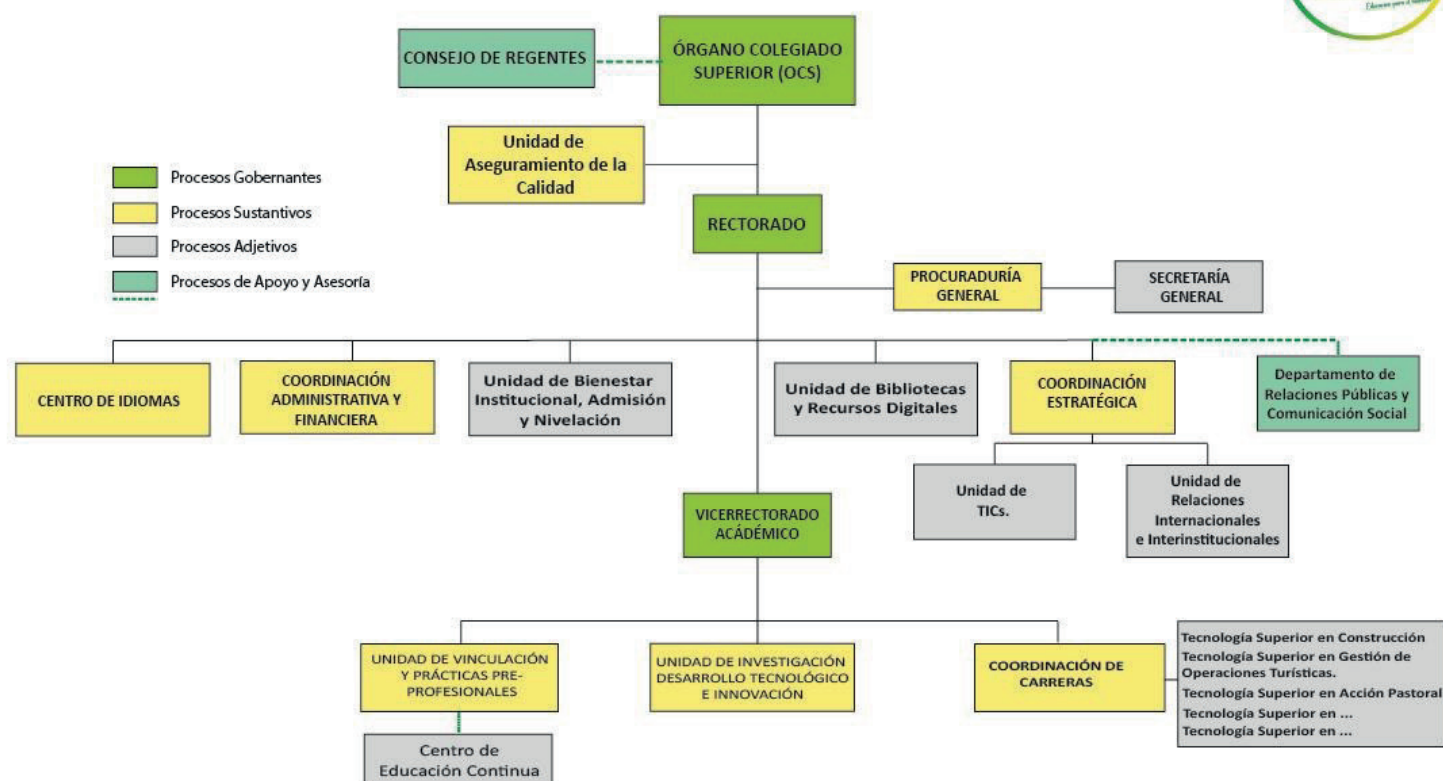 CONSEJO DE REGENTES
ÓRGANO COLEGIADO
SUPERIOR (OCS)
Unidad de
Aseguramiento de la
Calidad
Procesos Gobernantes
Procesos Sustantivos
Procesos Adjetivos
Procesos de Apoyo y Asesoría
RECTORADO
PROCURADURÍA
GENERAL
SECRETARÍA
GENERAL
CENTRO DE IDIOMAS
COORDINACIÓN
ADMINISTRATIVA Y
FINANCIERA
Unidad de Bienestar
Institucional, Admisión
y Nivelación
Unidad de Bibliotecas
y Recursos Digitales
COORDINACIÓN
ESTRATÉGICA
Departamento de
Relaciones Públicas y
Comunicación Social
Unidad de
TICs.
Unidad de
Relaciones
Internacionales
e Interinstitucionales
VICERRECTORADO
ACÁDÉMICO
UNIDAD DE VINCULACIÓN
Y PRÁCTICAS PRE-
PROFESIONALES
UNIDAD DE INVESTIGACIÓN
DESARROLLO TECNOLÓGICO
E INNOVACIÓN
COORDINACIÓN DE
CARRERAS
Tecnología Superior en Construcción
Tecnología Superior en Gestión de
Operaciones Turísticas.
Tecnología Superior en Acción Pastoral
Tecnología Superior en ...
Tecnología Superior en ...
Centro de
Educación Continua